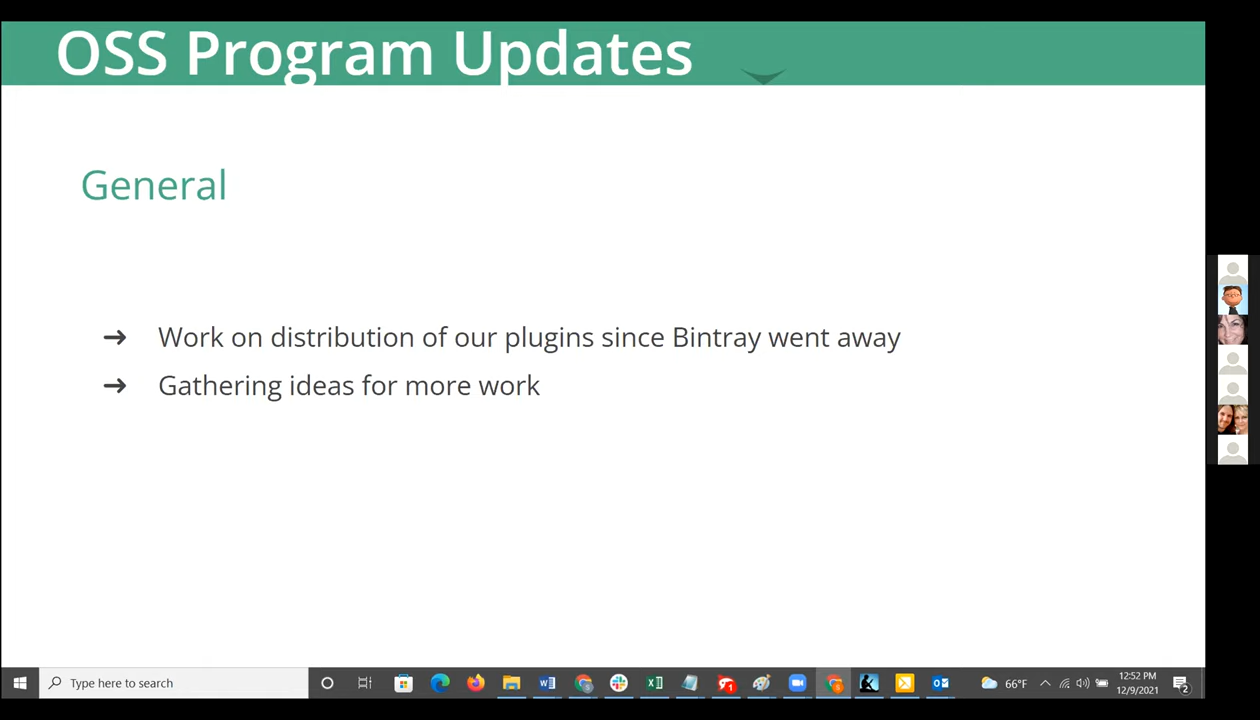 OSS Program Updates
General
➔ Work on distribution of our plugins since Bintray went away
➔ Gathering ideas for more work
Type here to search
66°F
12:52 PM
12/9/2021
2